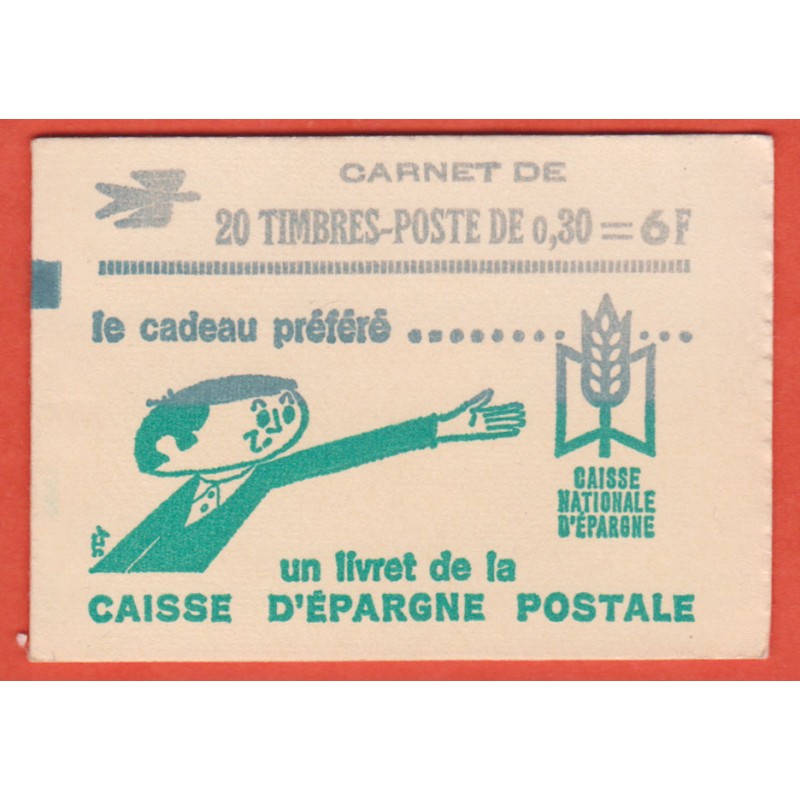 CARNET DE
20 TIMBRES-POSTE DE 0,30 = 6F
le cadeau préféré ..............
CAISSE
NATIONALE
D'ÉPARGNE
un livret de la
CAISSE D'ÉPARGNE POSTALE